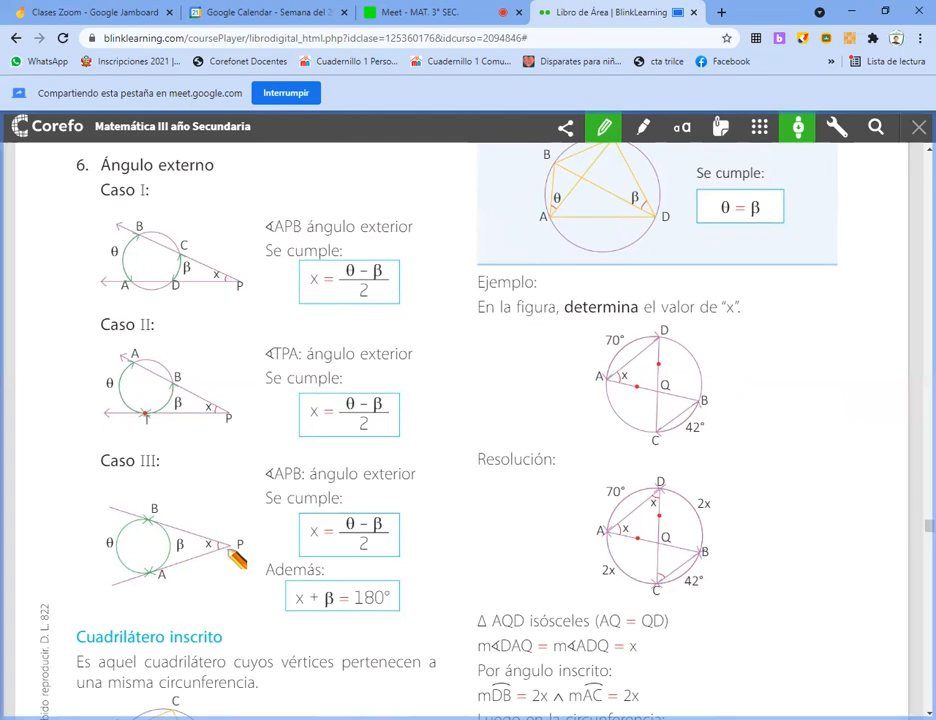 Clases Zoom - Google Jamboard
Google Calendar - Semana del 2
Meet - MAT. 3° SEC.
Libro de Área | BlinkLearning
blinklearning.com/coursePlayer/librodigital_html.php?idclase=125360176&idcurso=2094846#
WhatsApp
Inscripciones 2021 |...
Corefonet Docentes
Cuadernillo 1 Perso...
Cuadernillo 1 Comu...
Disparates para niñ...
cta trilce
Facebook
»
Lista de lectura
Compartiendo esta pestaña en meet.google.com
Interrumpir
Corefo
Matemática III año Secundaria
aA
6. Ángulo externo
Caso I:
B
C
θ
β
x
A
D
P
∢APB ángulo exterior
Se cumple:
x = θ − β / 2
Caso II:
A
B
θ
β
x
T
P
∢TPA: ángulo exterior
Se cumple:
x = θ − β / 2
Caso III:
B
θ
β
x
P
A
∢APB: ángulo exterior
Se cumple:
x = θ − β / 2
Además:
x + β = 180°
Cuadrilátero inscrito
Es aquel cuadrilátero cuyos vértices pertenecen a
una misma circunferencia.
C
bido reproducir. D. L. 822
B
θ
β
A
D
Se cumple:
θ = β
Ejemplo:
En la figura, determina el valor de “x”.
D
70°
A
x
Q
B
42°
C
Resolución:
D
70°
x
2x
A
x
Q
B
2x
42°
C
Δ AQD isósceles (AQ = QD)
m∢DAQ = m∢ADQ = x
Por ángulo inscrito:
mDB = 2x ∧ mAC = 2x